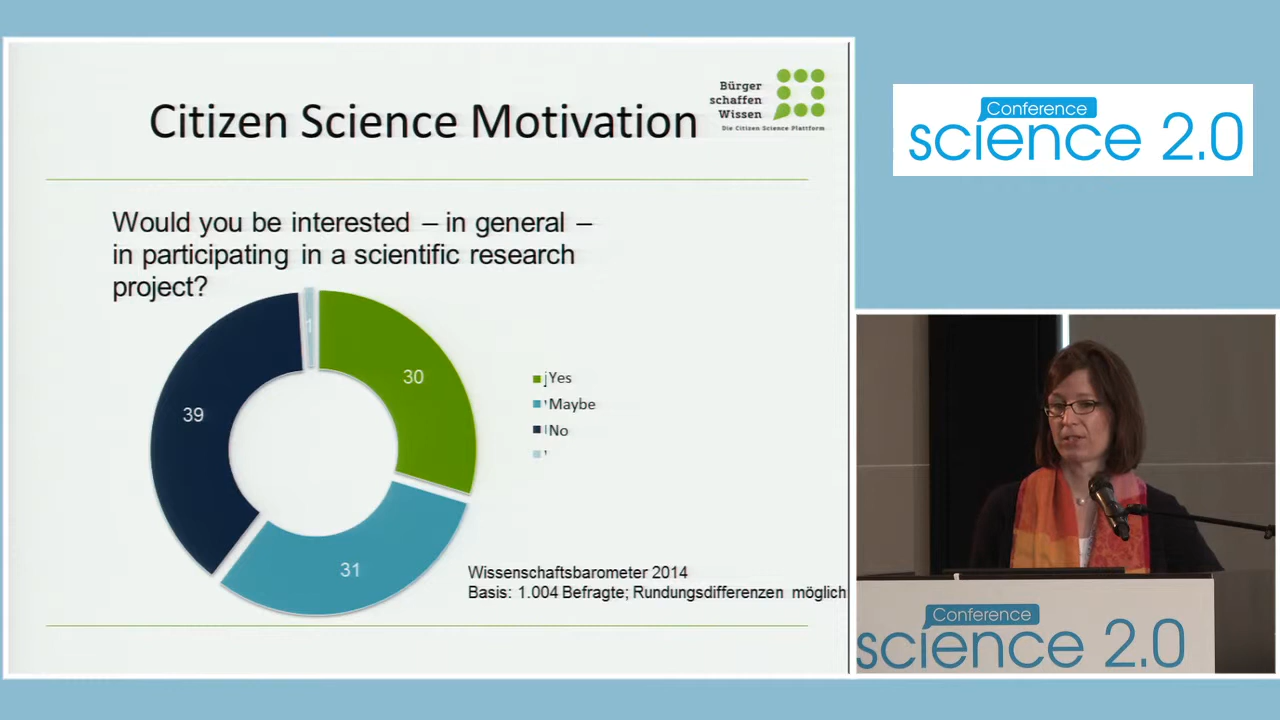 Citizen Science Motivation
Bürger
schaffen
Wissen
Die Citizen Science Plattform
Would you be interested – in general –
in participating in a scientific research
project?
1
30
39
31
Yes
Maybe
No
Wissenschaftsbarometer 2014
Basis: 1.004 Befragte; Rundungsdifferenzen möglich
Conference
science 2.0
Conference
science 2.0